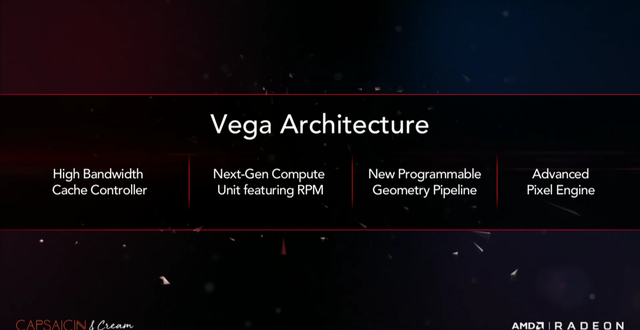 Vega Architecture
High Bandwidth
Cache Controller
Next-Gen Compute
Unit featuring RPM
New Programmable
Geometry Pipeline
Advanced
Pixel Engine
CAPSAICIN & Cream
AMD | RADEON